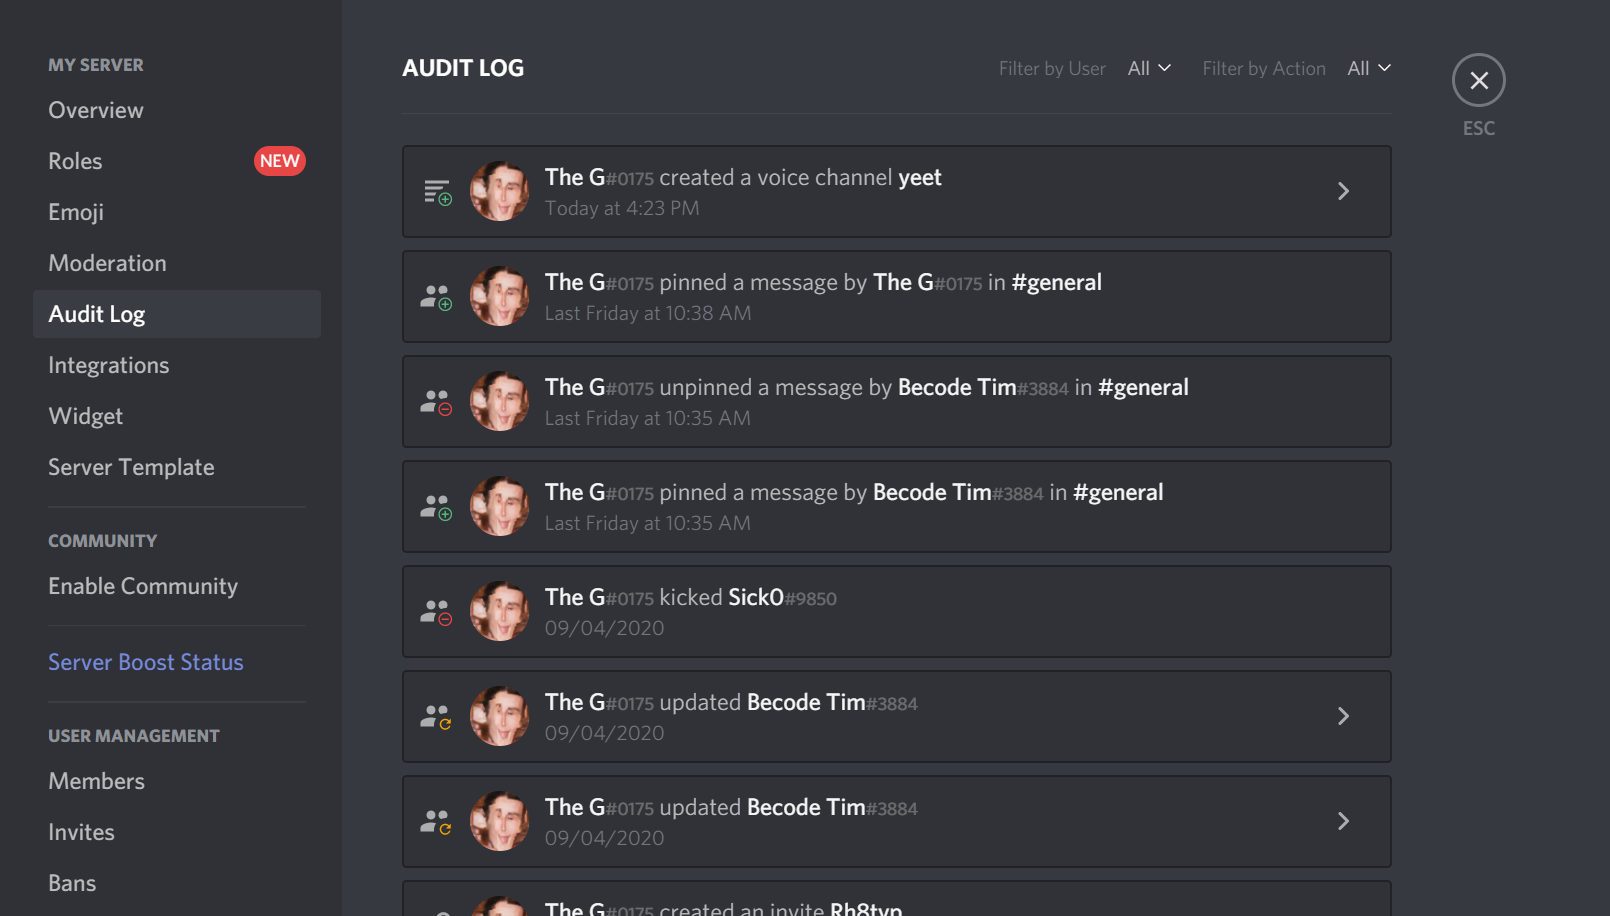 MY SERVER
Overview
Roles
NEW
Emoji
Moderation
Audit Log
Integrations
Widget
Server Template
COMMUNITY
Enable Community
Server Boost Status
USER MANAGEMENT
Members
Invites
Bans
AUDIT LOG
Filter by User All
Filter by Action All
ESC
The G#0175 created a voice channel yeet
Today at 4:23 PM
The G#0175 pinned a message by The G#0175 in #general
Last Friday at 10:38 AM
The G#0175 unpinned a message by Becode Tim#3884 in #general
Last Friday at 10:35 AM
The G#0175 pinned a message by Becode Tim#3884 in #general
Last Friday at 10:35 AM
The G#0175 kicked Sick0#9850
09/04/2020
The G#0175 updated Becode Tim#3884
09/04/2020
The G#0175 updated Becode Tim#3884
09/04/2020
The G#0175 created an invite